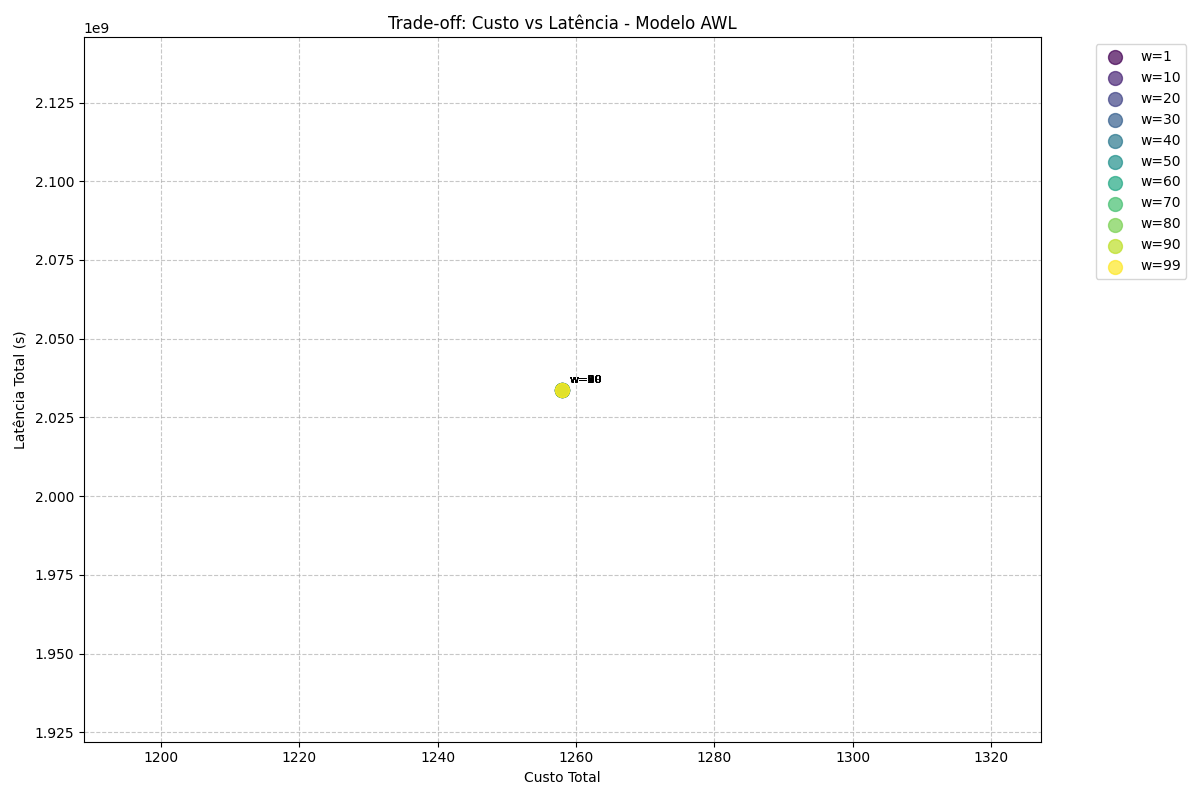 Trade-off: Custo vs Latência - Modelo AWL
1e9
2.125
2.100
2.075
2.050
2.025
2.000
1.975
1.950
1.925
Latência Total (s)
1200
1220
1240
1260
1280
1300
1320
Custo Total
w=1
w=10
w=20
w=30
w=40
w=50
w=60
w=70
w=80
w=90
w=99